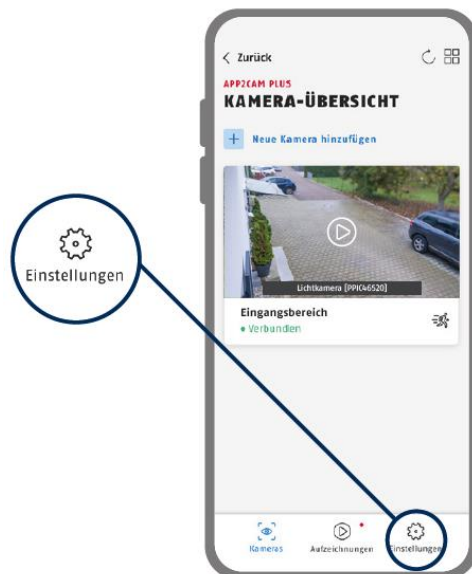 Zurück
APP2CAM PLUS
KAMERA-ÜBERSICHT
Neue Kamera hinzufügen
Lichtkamera [PPIC46520]
Eingangsbereich
Verbunden
Einstellungen
Kameras
Aufzeichnungen
Einstellungen